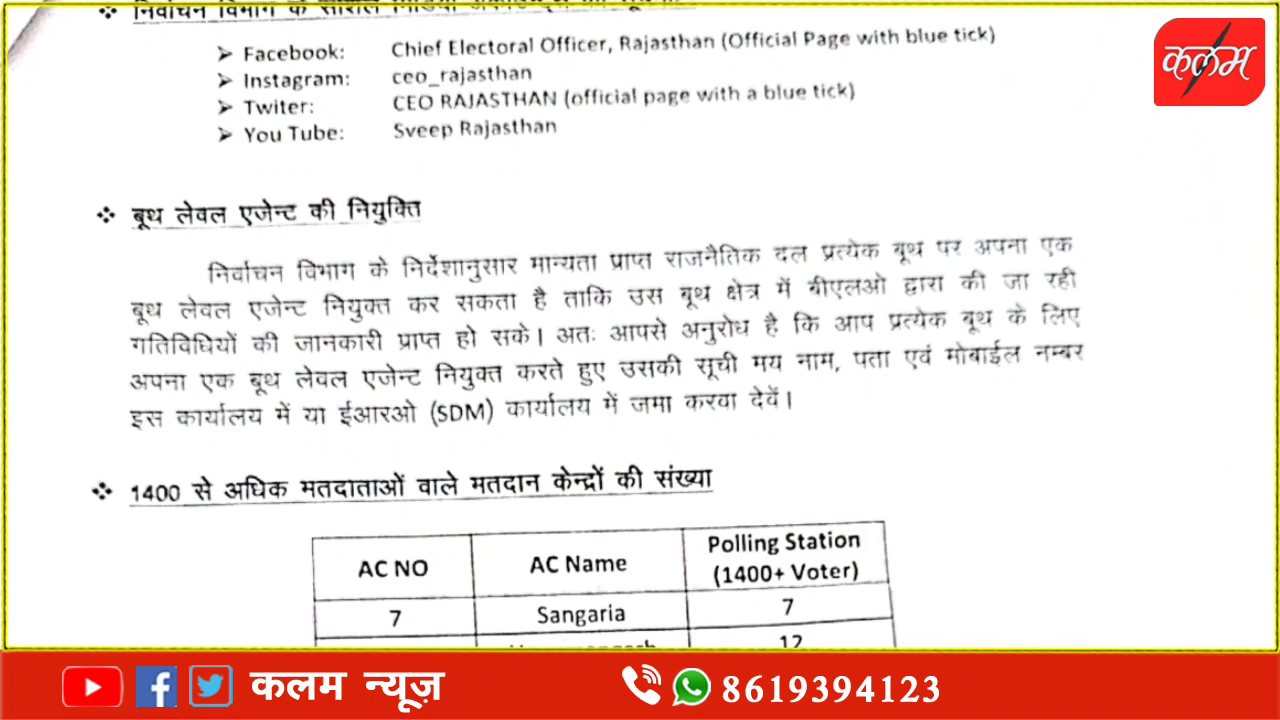 ❖ निर्वाचन विभाग के सोशल मिडिया
➢ Facebook: Chief Electoral Officer, Rajasthan (Official Page with blue tick)
➢ Instagram: ceo_rajasthan
➢ Twiter: CEO RAJASTHAN (official page with a blue tick)
➢ You Tube: Sveep Rajasthan
कलम
❖ बूथ लेवल एजेन्ट की नियुक्ति
निर्वाचन विभाग के निर्देशानुसार मान्यता प्राप्त राजनैतिक दल प्रत्येक बूथ पर अपना एक
बूथ लेवल एजेन्ट नियुक्त कर सकता है ताकि उस बूथ क्षेत्र में बीएलओ द्वारा की जा रही
गतिविधियों की जानकारी प्राप्त हो सके। अतः आपसे अनुरोध है कि आप प्रत्येक बूथ के लिए
अपना एक बूथ लेवल एजेन्ट नियुक्त करते हुए उसकी सूची मय नाम, पता एवं मोबाईल नम्बर
इस कार्यालय में या ईआरओ (SDM) कार्यालय में जमा करवा देवें।
❖ 1400 से अधिक मतदाताओं वाले मतदान केन्द्रों की संख्या
AC NO AC Name Polling Station
(1400+ Voter)
7 Sangaria 7
12
कलम न्यूज़ 8619394123